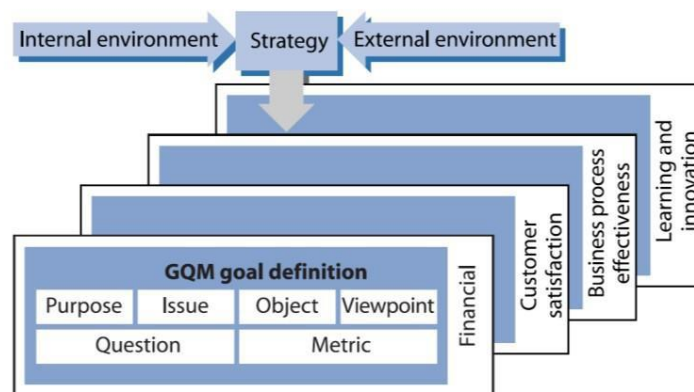 Internal environment
Strategy
External environment
GQM goal definition
Purpose
Issue
Object
Viewpoint
Question
Metric
Financial
Customer
satisfaction
Business process
effectiveness
Learning and
innovation